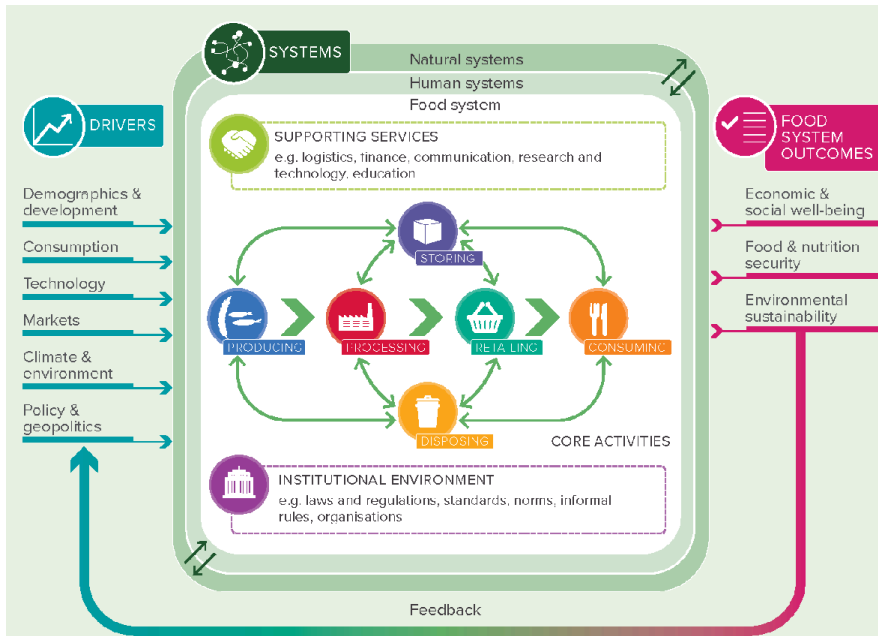 SYSTEMS
Natural systems
Human systems
Food system
DRIVERS
Demographics &
development
Consumption
Technology
Markets
Climate &
environment
Policy &
geopolitics
SUPPORTING SERVICES
e.g. logistics, finance, communication, research and
technology, education
STORING
PRODUCING
PROCESSING
RETAILING
CONSUMING
DISPOSING
CORE ACTIVITIES
INSTITUTIONAL ENVIRONMENT
e.g. laws and regulations, standards, norms, informal
rules, organisations
FOOD
SYSTEM
OUTCOMES
Economic &
social well-being
Food & nutrition
security
Environmental
sustainability
Feedback